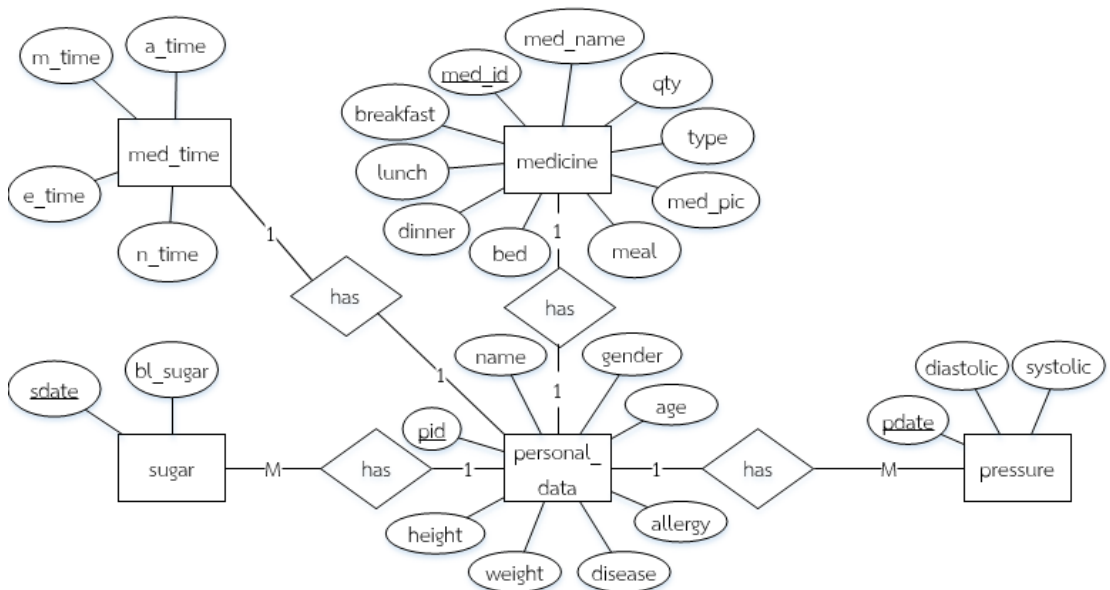 m_time
a_time
med_time
e_time
n_time
med_name
med_id
qty
breakfast
type
medicine
lunch
med_pic
dinner
bed
meal
1
1
has
has
1
1
name
gender
age
pid
personal_
data
height
weight
disease
allergy
sdate
bl_sugar
sugar
M
has
1
1
has
M
diastolic
systolic
pdate
pressure